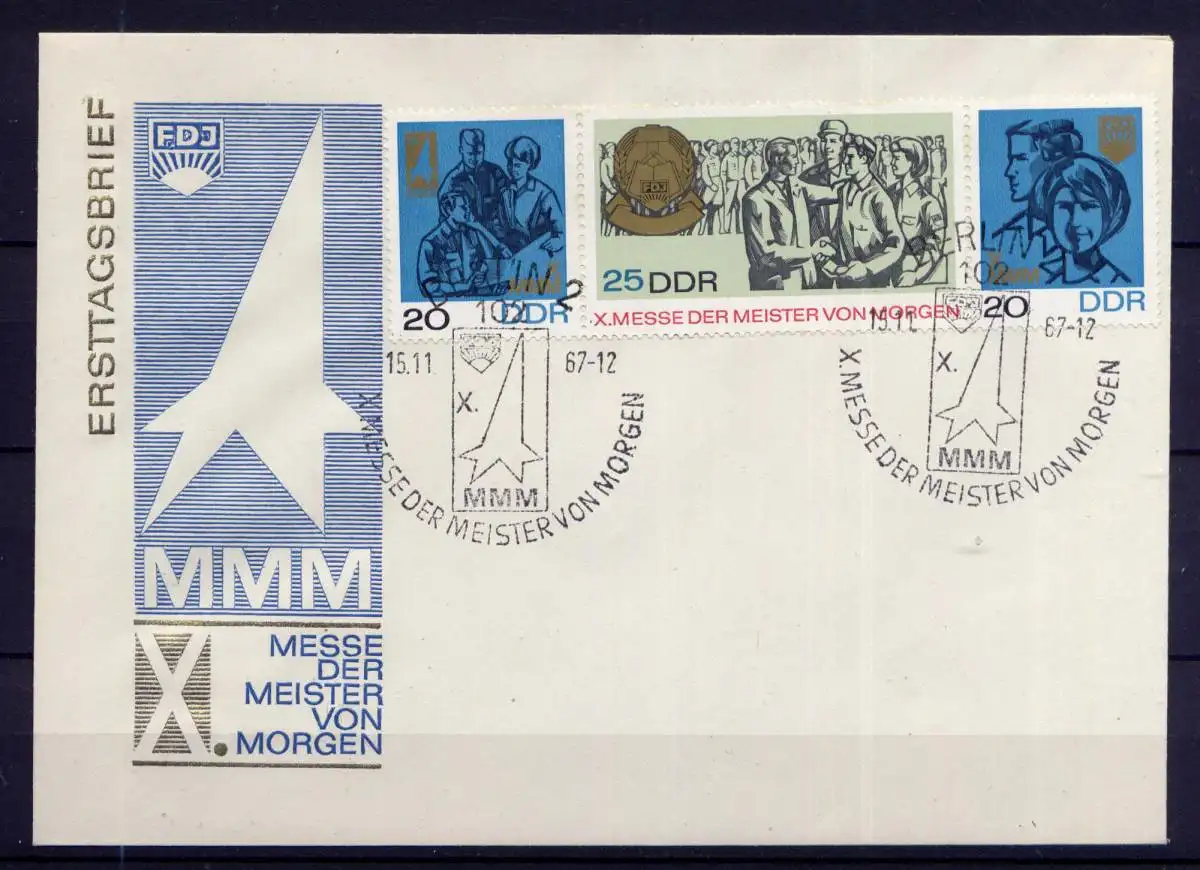 ERSTTAGSBRIEF
FDJ
MMM
X.
MESSE
DER
MEISTER
VON
MORGEN
20 DDR
FDJ
25 DDR
X. MESSE DER MEISTER VON MORGEN
20 DDR
102
15.11 67-12
X.
MMM
X. MESSE DER MEISTER VON MORGEN
BERLIN
102
15.11 67-12
FDJ
X.
MMM
X. MESSE DER MEISTER VON MORGEN